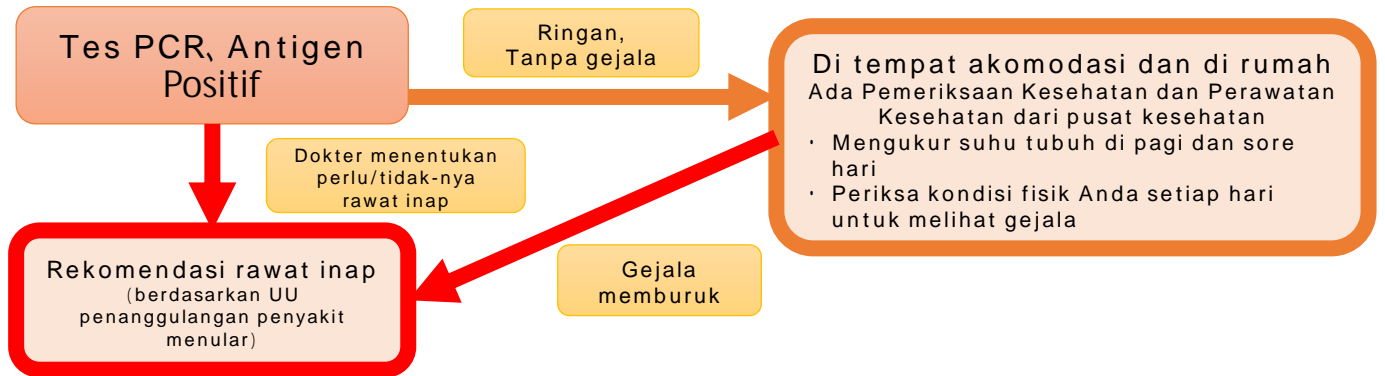 Tes PCR、Antigen
Positif
Ringan,
Tanpa gejala
Di tempat akomodasi dan di rumah
Ada Pemeriksaan Kesehatan dan Perawatan
Kesehatan dari pusat kesehatan
・ Mengukur suhu tubuh di pagi dan sore
hari
・ Periksa kondisi fisik Anda setiap hari
untuk melihat gejala
Dokter menentukan
perlu/tidak-nya
rawat inap
Rekomendasi rawat inap
(berdasarkan UU
penanggulangan penyakit
menular)
Gejala
memburuk